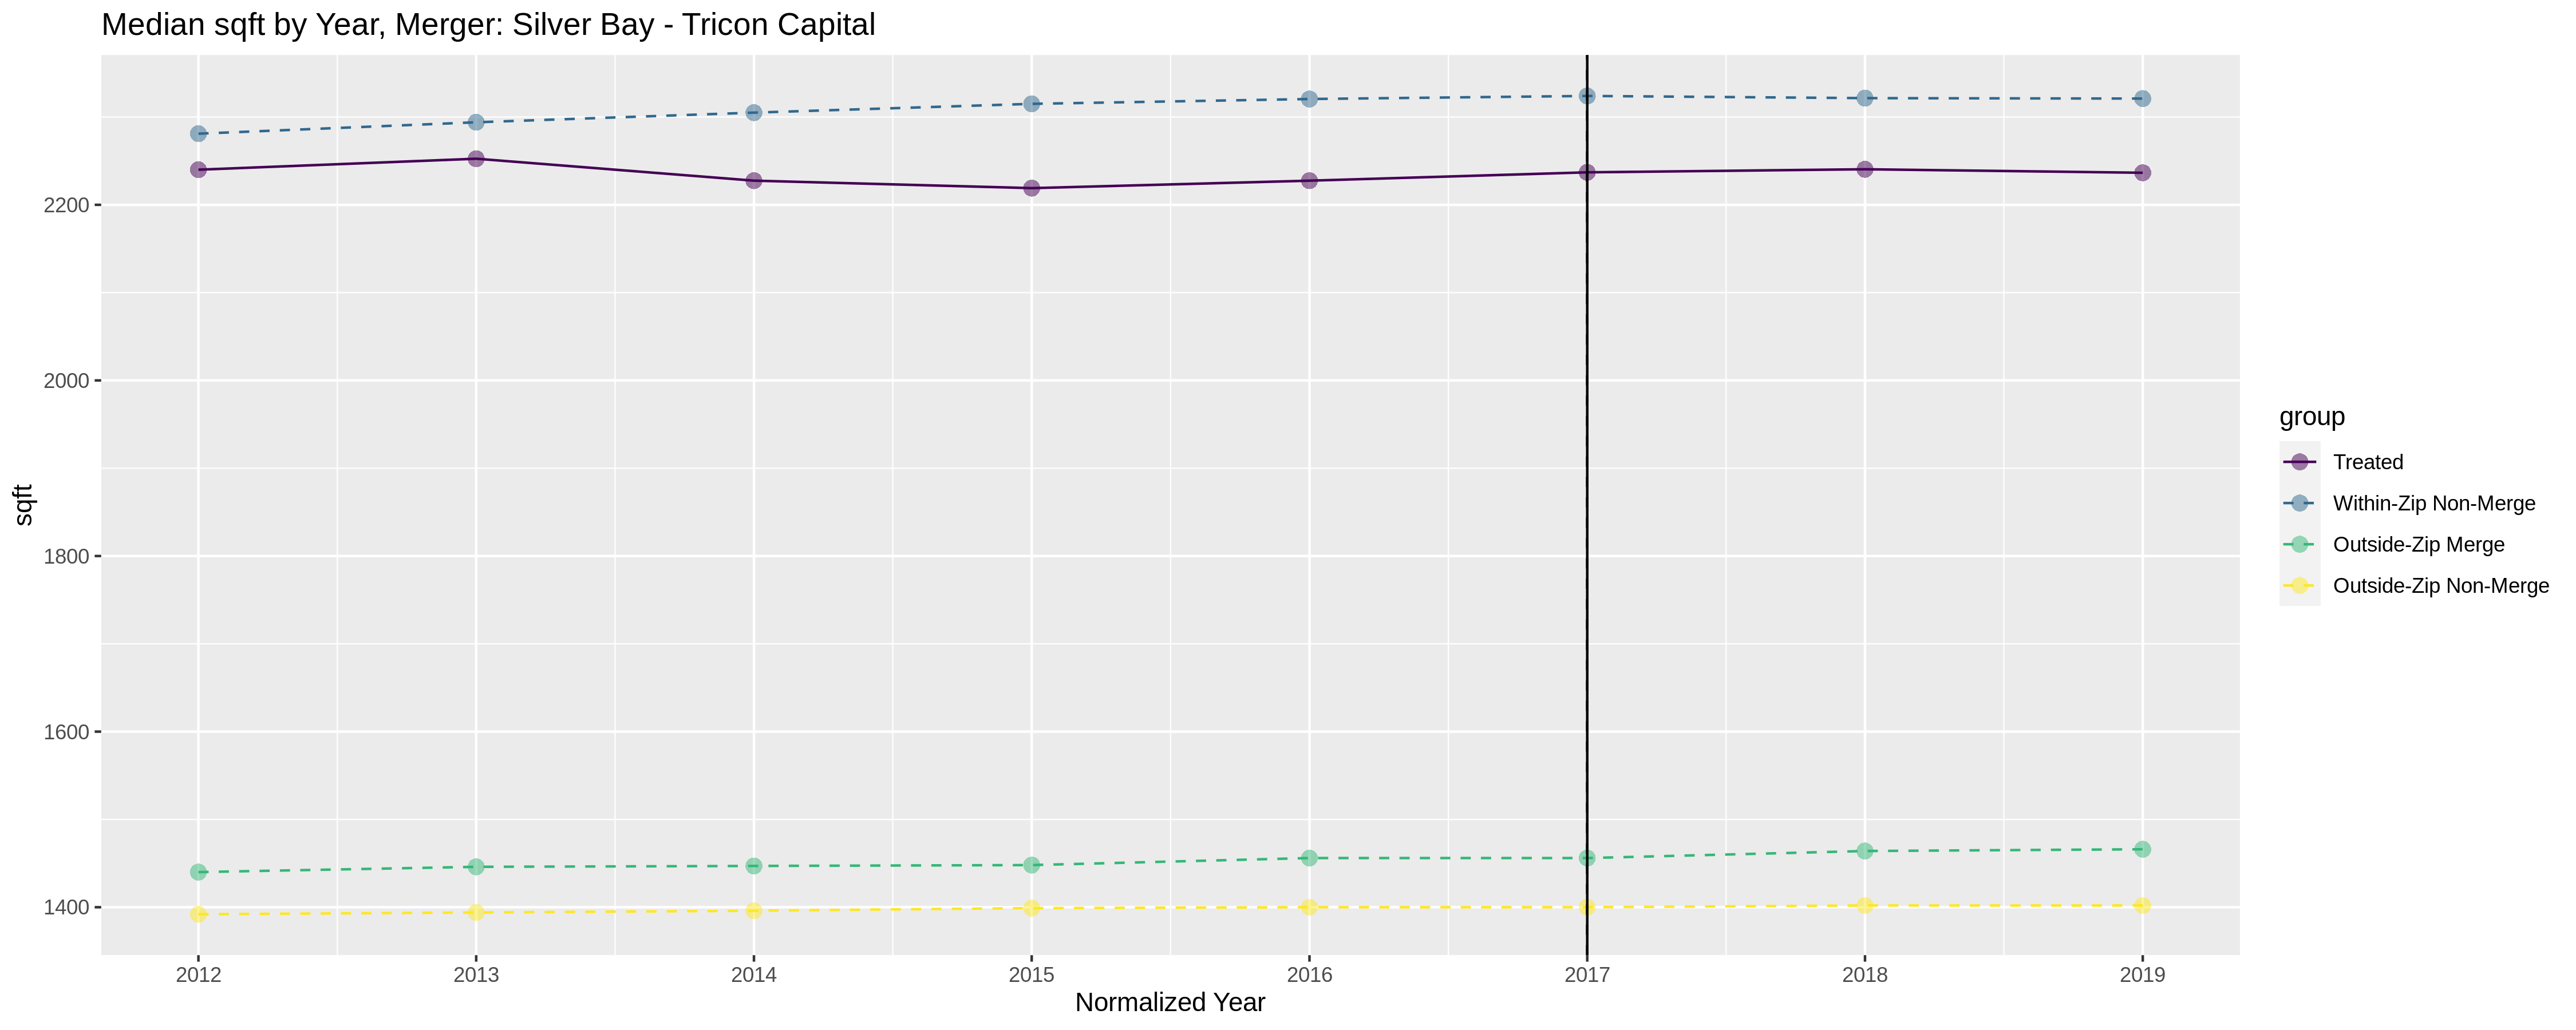 Median sqft by Year, Merger: Silver Bay - Tricon Capital
sqft
2200
2000
1800
1600
1400
2012 2013 2014 2015 2016 2017 2018 2019
Normalized Year
group
Treated
Within-Zip Non-Merge
Outside-Zip Merge
Outside-Zip Non-Merge